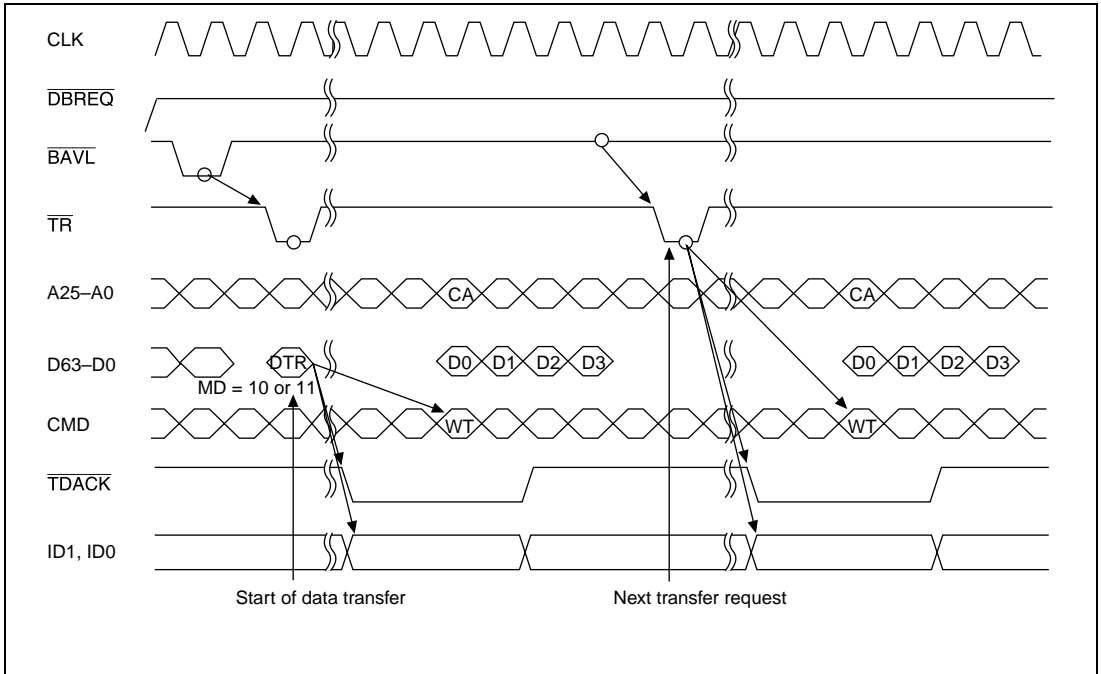 CLK
DBREQ
BAVL
TR
A25–A0 CA CA
D63–D0 DTR D0 D1 D2 D3 D0 D1 D2 D3
MD = 10 or 11
CMD WT WT
TDACK
ID1, ID0
Start of data transfer Next transfer request